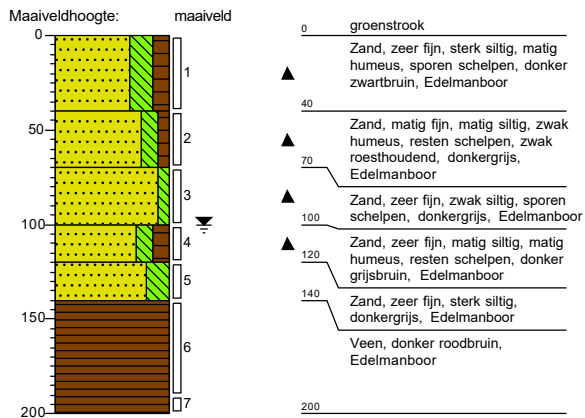 Maaiveldhoogte: maaiveld
0
50
100
150
200
1
2
3
4
5
6
7
0 groenstrook
Zand, zeer fijn, sterk siltig, matig
humeus, sporen schelpen, donker
zwartbruin, Edelmanboor
40
Zand, matig fijn, matig siltig, zwak
humeus, resten schelpen, zwak
roesthoudend, donkergrijs,
Edelmanboor
70
Zand, zeer fijn, zwak siltig, sporen
schelpen, donkergrijs, Edelmanboor
100
Zand, zeer fijn, matig siltig, matig
humeus, resten schelpen, donker
grijsbruin, Edelmanboor
120
Zand, zeer fijn, sterk siltig,
donkergrijs, Edelmanboor
140
Veen, donker roodbruin,
Edelmanboor
200